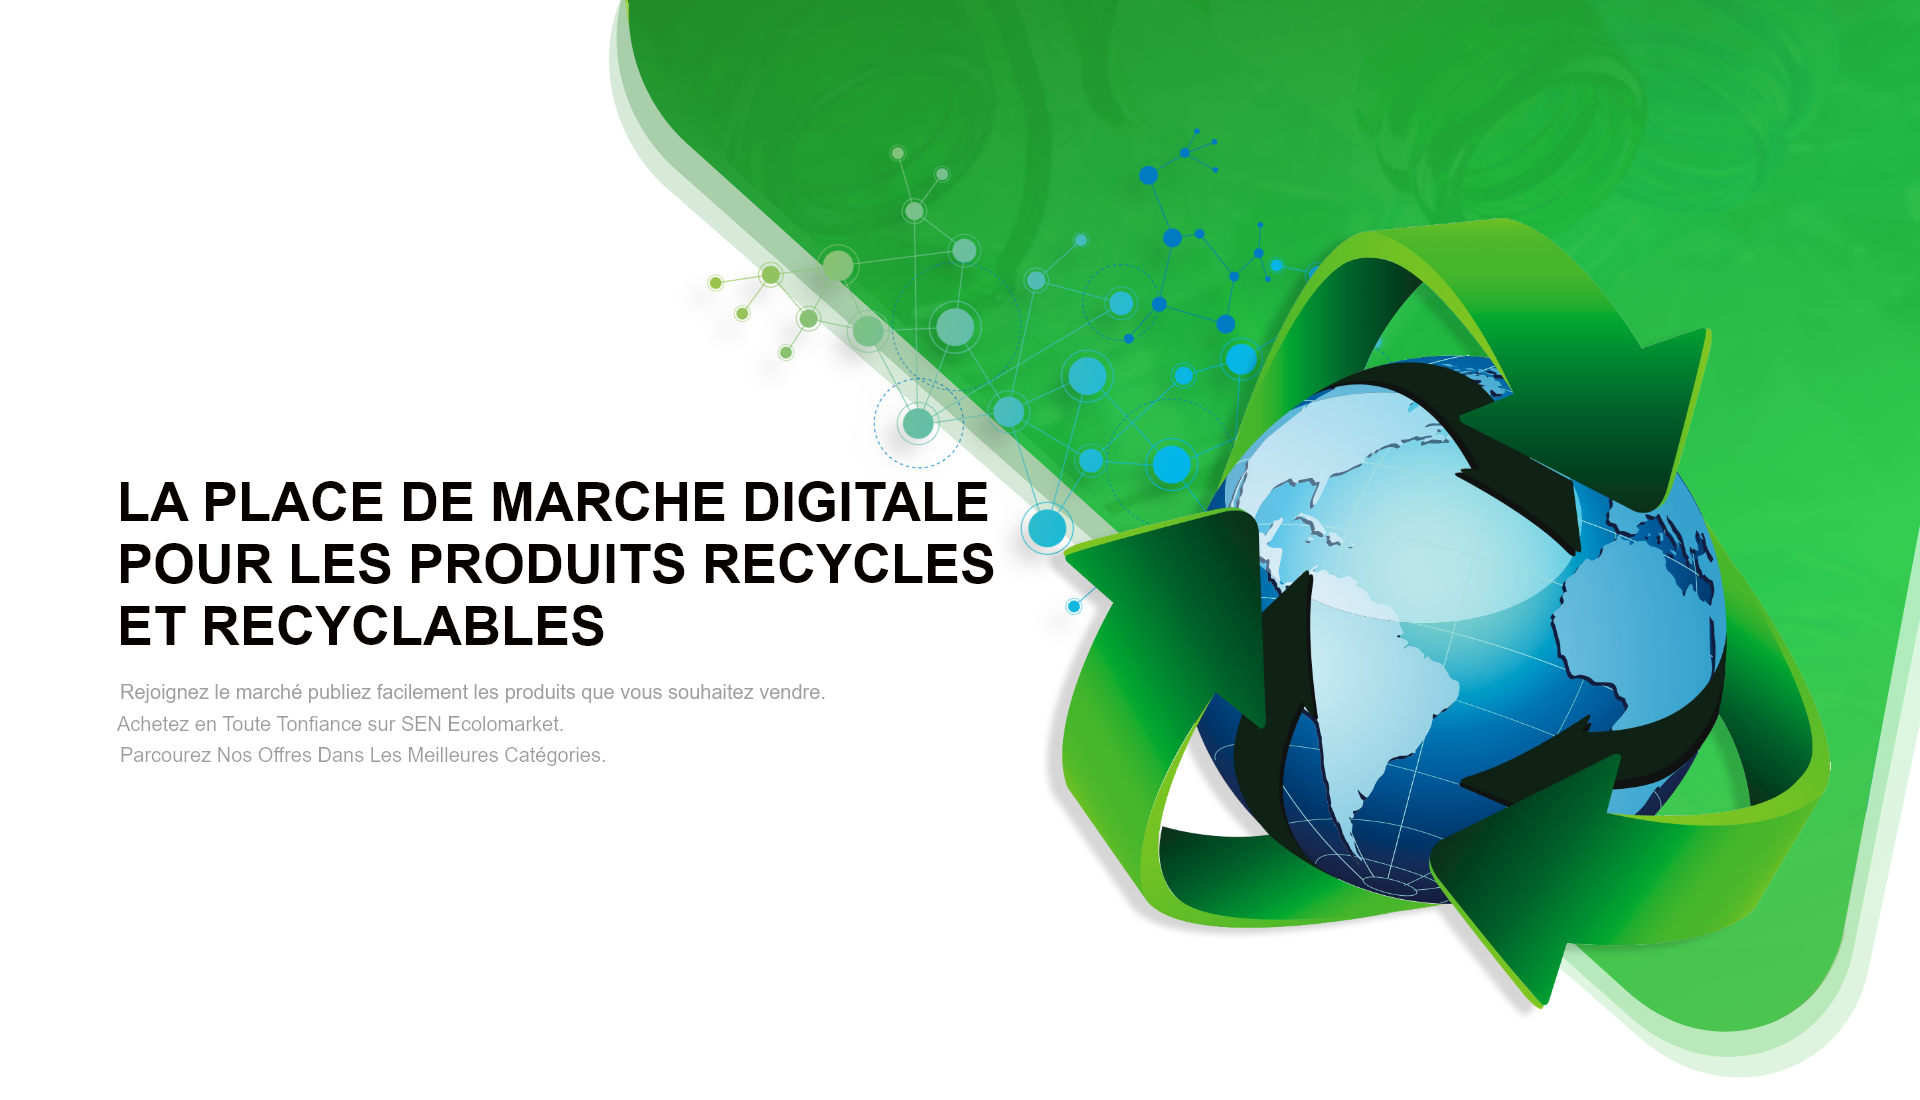 LA PLACE DE MARCHE DIGITALE
POUR LES PRODUITS RECYCLES
ET RECYCLABLES
Rejoignez le marché publiez facilement les produits que vous souhaitez vendre.
Achetez en Toute Tonfiance sur SEN Ecolomarket.
Parcourez Nos Offres Dans Les Meilleures Catégories.